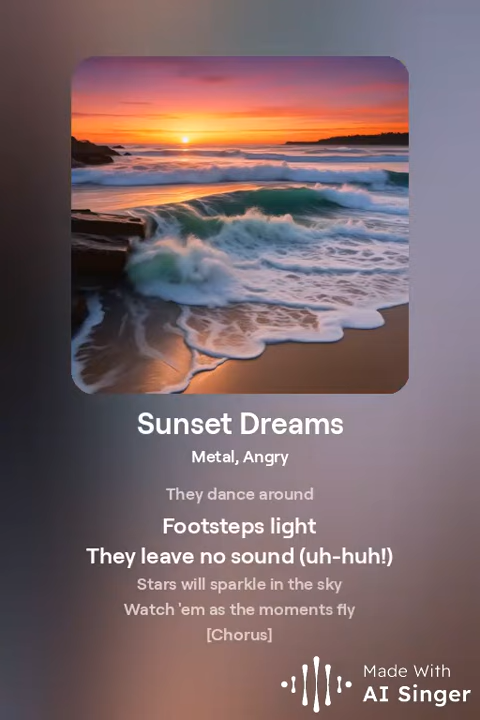 Sunset Dreams
Metal, Angry
They dance around
Footsteps light
They leave no sound (uh-huh!)
Stars will sparkle in the sky
Watch 'em as the moments fly
[Chorus]
Made With
AI Singer